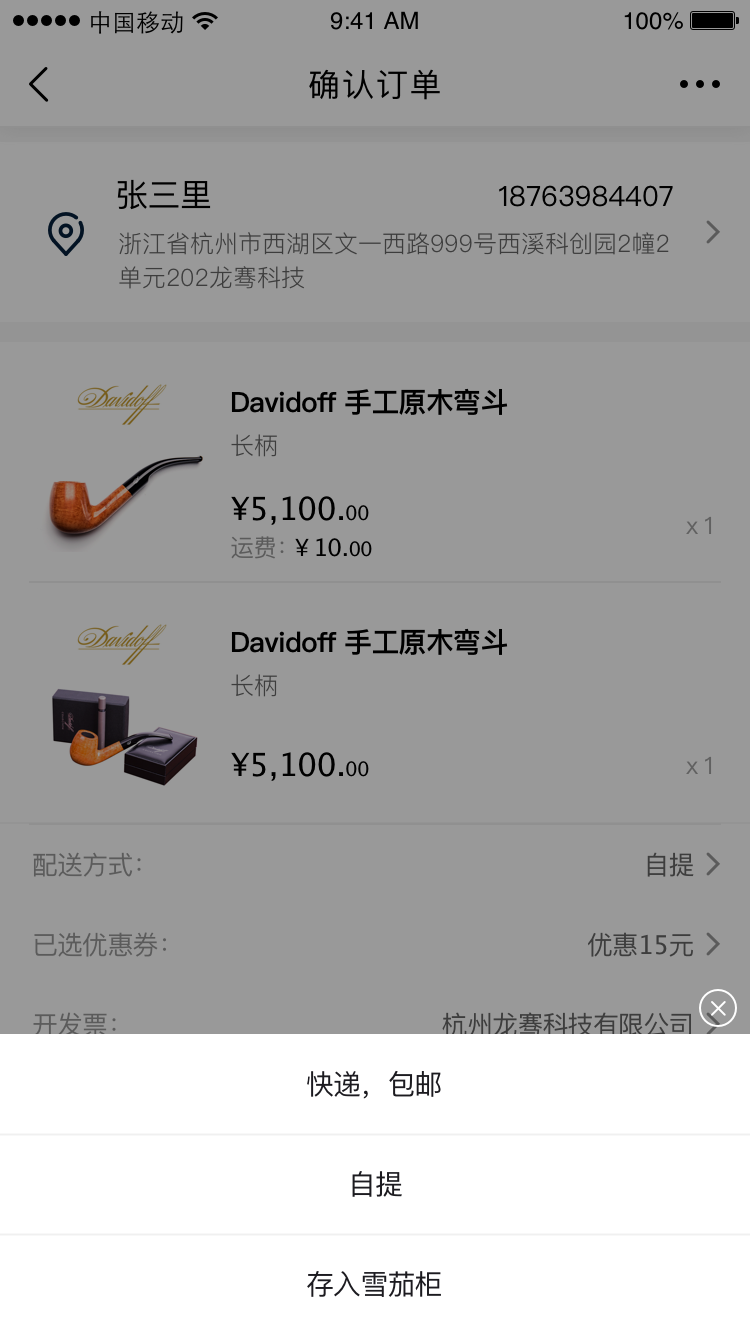 中国移动 9:41 AM 100%
确认订单
张三里 18763984407
浙江省杭州市西湖区文一西路999号西溪科创园2幢2
单元202龙骞科技
Davidoff
Davidoff 手工原木弯斗
长柄
¥5,100.00
x 1
运费：¥ 10.00
Davidoff
Davidoff 手工原木弯斗
长柄
¥5,100.00 x 1
配送方式： 自提
已选优惠券： 优惠15元
开发票： 杭州龙骞科技有限公司
快递，包邮
自提
存入雪茄柜